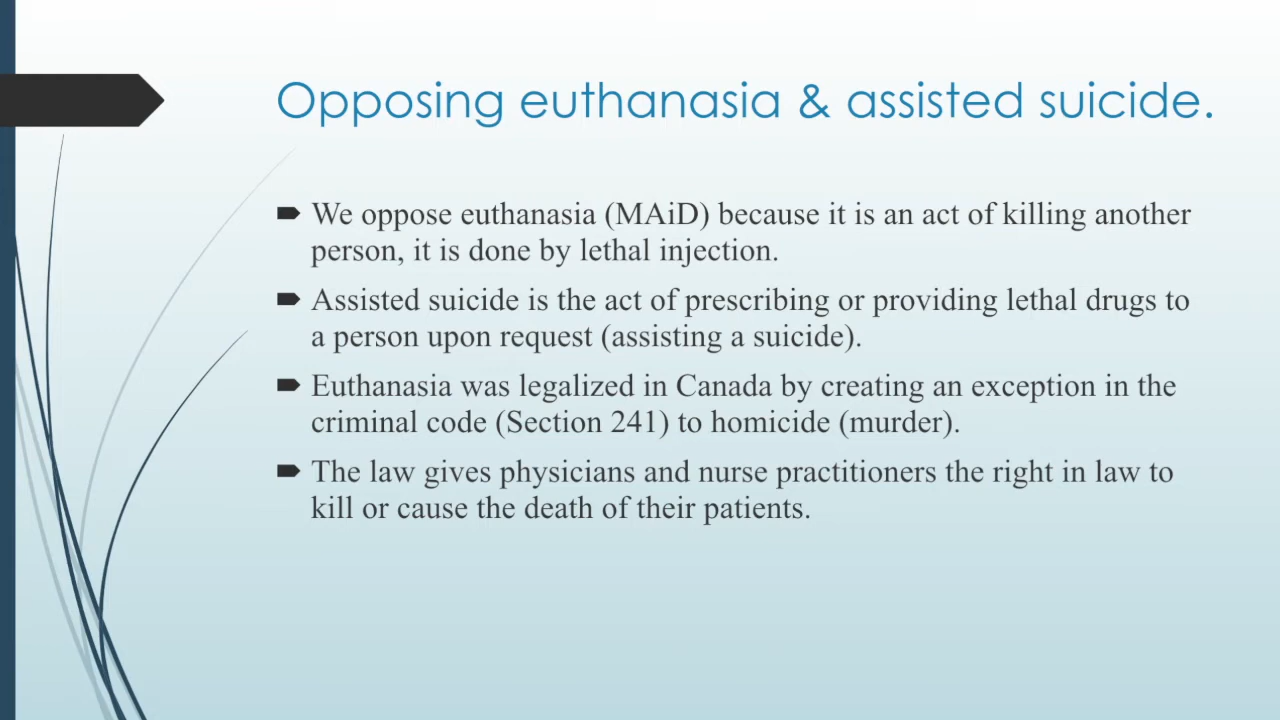 Opposing euthanasia & assisted suicide.
We oppose euthanasia (MAiD) because it is an act of killing another
person, it is done by lethal injection.
Assisted suicide is the act of prescribing or providing lethal drugs to
a person upon request (assisting a suicide).
Euthanasia was legalized in Canada by creating an exception in the
criminal code (Section 241) to homicide (murder).
The law gives physicians and nurse practitioners the right in law to
kill or cause the death of their patients.